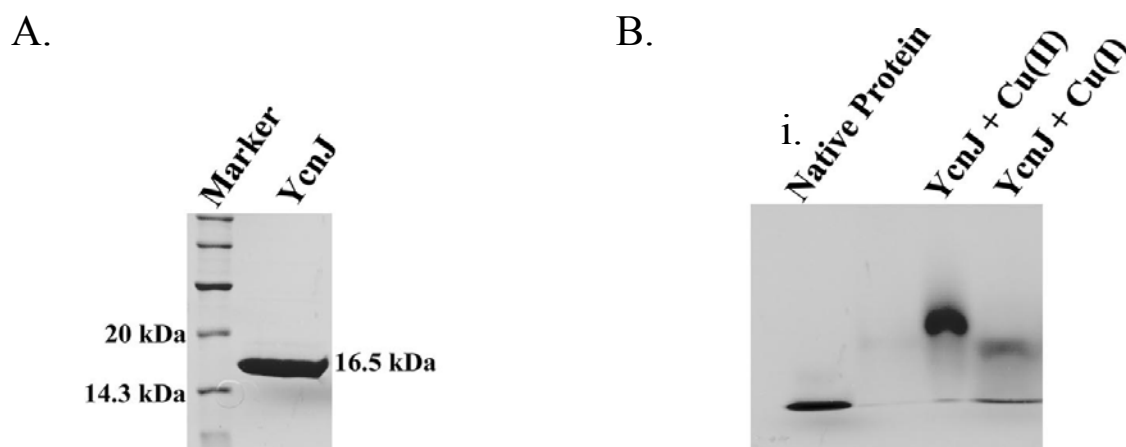 A.
Marker
YcnJ
20 kDa
16.5 kDa
14.3 kDa
B.
i.
Native Protein
YcnJ + Cu(II)
YcnJ + Cu(I)